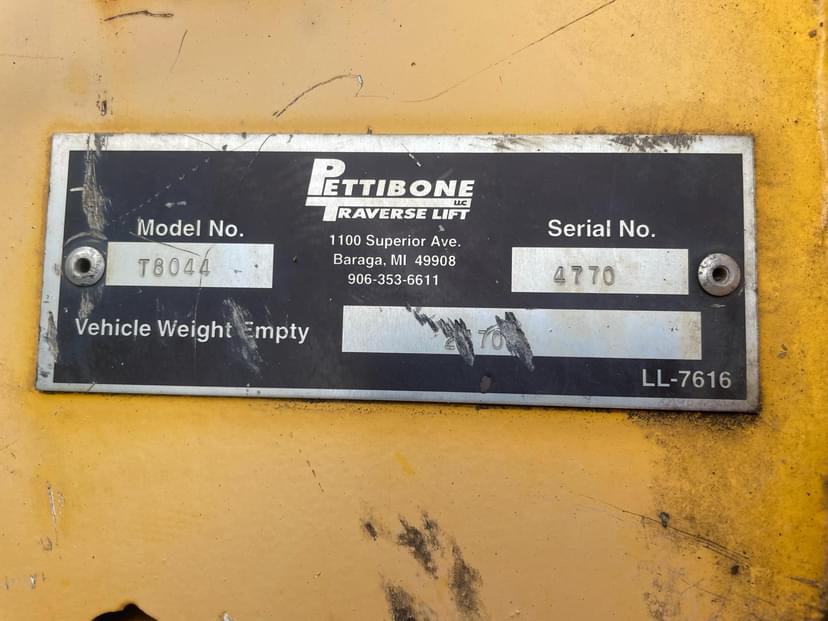 PETTIBONE LLC
TRAVERSE LIFT
Model No.
T8044
1100 Superior Ave.
Baraga, MI 49908
906-353-6611
Serial No.
4770
Vehicle Weight Empty
LL-7616